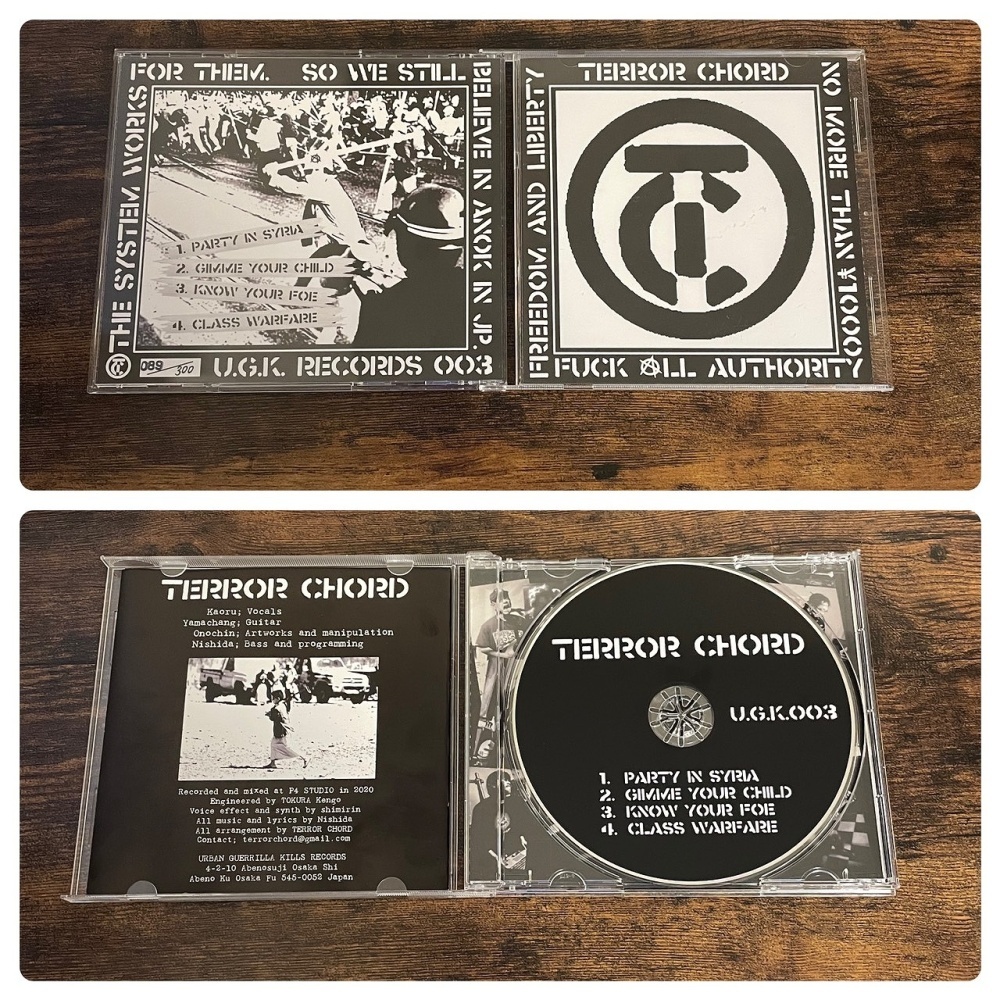 THE SYSTEM WORKS
FOR THEM. SO WE STILL
BELIEVE IN ANOK IN JP.
1. PARTY IN SYRIA
2. GIMME YOUR CHILD
3. KNOW YOUR FOE
4. CLASS WARFARE
TC
089/300
U.G.K. RECORDS 003
FREEDOM AND LIBERTY
TERROR CHORD
NO MORE THAN ¥1000
TC
FUCK ALL AUTHORITY
TERROR CHORD
Kaoru; Vocals
Yamachang; Guitar
Onochin; Artworks and manipulation
Nishida; Bass and programming
Recorded and mixed at P4 STUDIO in 2020
Engineered by TOKURA Kengo
Voice effect and synth by shimirin
All music and lyrics by Nishida
All arrangement by TERROR CHORD
Contact; terrorchord@gmail.com
URBAN GUERRILLA KILLS RECORDS
4-2-10 Abenosuji Osaka Shi
Abeno Ku Osaka Fu 545-0052 Japan
TERROR CHORD
U.G.K.003
1. PARTY IN SYRIA
2. GIMME YOUR CHILD
3. KNOW YOUR FOE
4. CLASS WARFARE